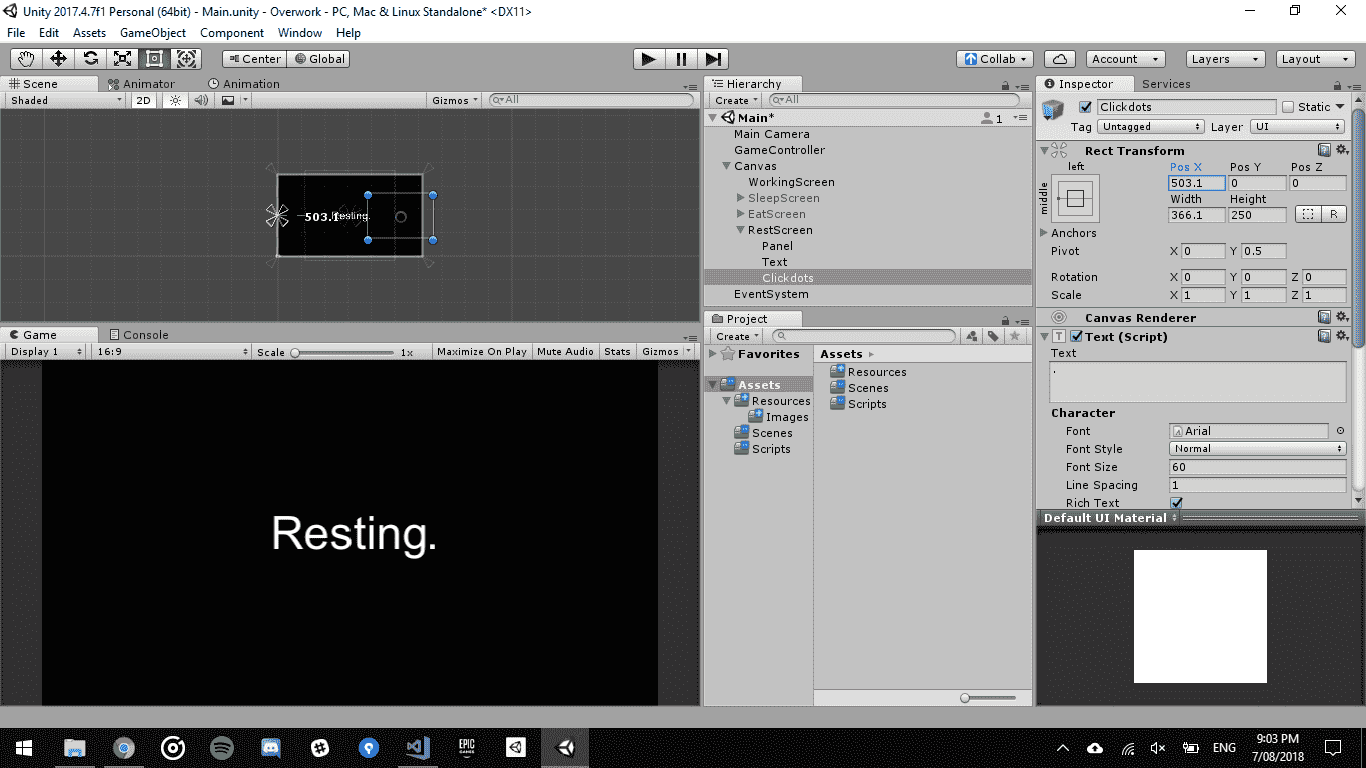 Unity 2017.4.7f1 Personal (64bit) - Main.unity - Overwork - PC, Mac & Linux Standalone* <DX11>
File Edit Assets GameObject Component Window Help
Center Global Collab Account Layers Layout
Scene Animator Animation
Shaded 2D Gizmos All
503.1 Resting.
Game Console
Display 1 16:9 Scale 1x Maximize On Play Mute Audio Stats Gizmos
Resting.
Hierarchy
Create All
Main* 1
Main Camera
GameController
Canvas
WorkingScreen
SleepScreen
EatScreen
RestScreen
Panel
Text
Clickdots
EventSystem
Project
Create
Favorites
Assets
Resources
Images
Scenes
Scripts
Assets
Resources
Scenes
Scripts
Inspector Services
Clickdots Static
Tag Untagged Layer UI
Rect Transform
left Pos X Pos Y Pos Z
middle 503.1 0 0
Width Height
366.1 250 R
Anchors
Pivot X 0 Y 0.5
Rotation X 0 Y 0 Z 0
Scale X 1 Y 1 Z 1
Canvas Renderer
T Text (Script)
Text
.
Character
Font Arial
Font Style Normal
Font Size 60
Line Spacing 1
Rich Text
Default UI Material
EPIC GAMES
ENG
9:03 PM
7/08/2018